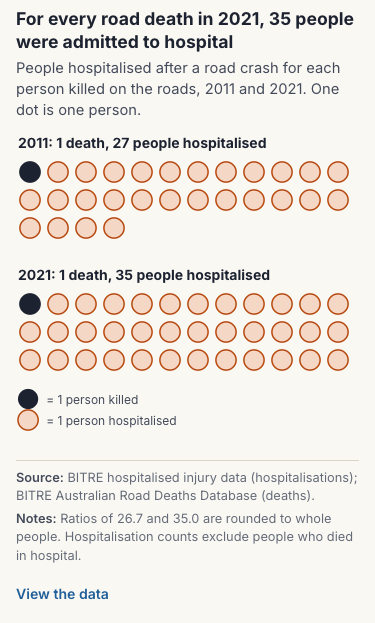 For every road death in 2021, 35 people
were admitted to hospital
People hospitalised after a road crash for each
person killed on the roads, 2011 and 2021. One
dot is one person.
2011: 1 death, 27 people hospitalised
2021: 1 death, 35 people hospitalised
= 1 person killed
= 1 person hospitalised
Source: BITRE hospitalised injury data (hospitalisations);
BITRE Australian Road Deaths Database (deaths).
Notes: Ratios of 26.7 and 35.0 are rounded to whole
people. Hospitalisation counts exclude people who died
in hospital.
View the data